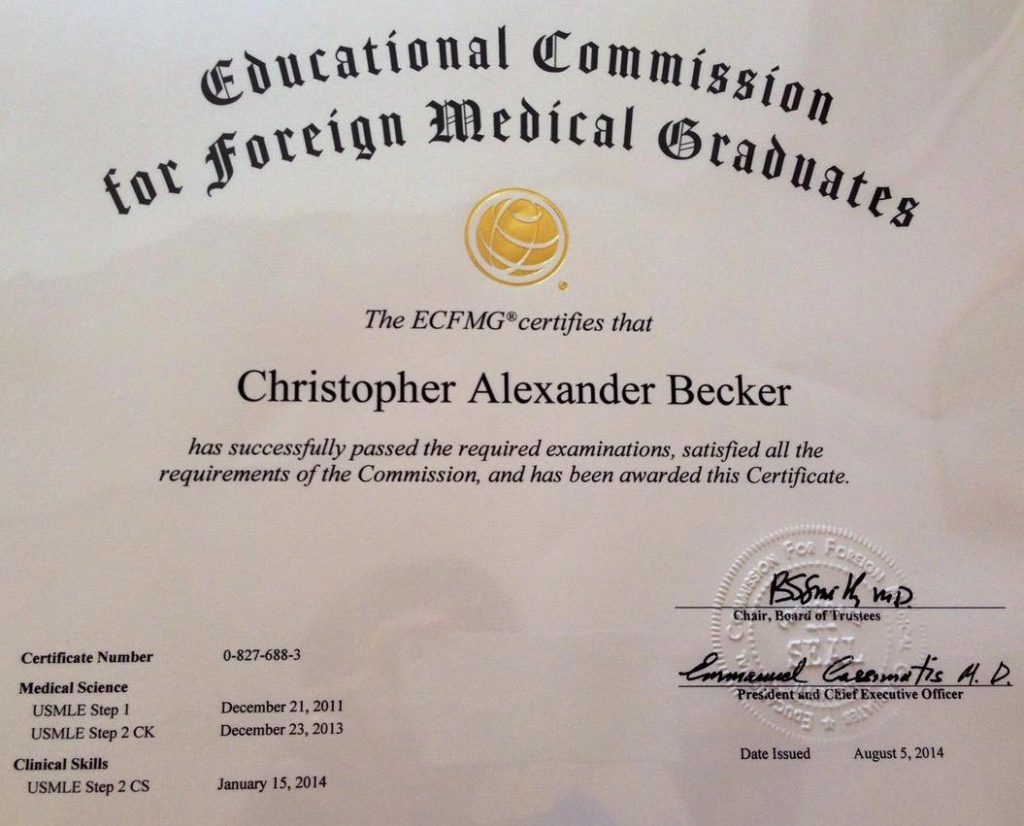 Educational Commission
for Foreign Medical Graduates
The ECFMG® certifies that
Christopher Alexander Becker
has successfully passed the required examinations, satisfied all the
requirements of the Commission, and has been awarded this Certificate.
Certificate Number 0-827-688-3
Medical Science
USMLE Step 1 December 21, 2011
USMLE Step 2 CK December 23, 2013
Clinical Skills
USMLE Step 2 CS January 15, 2014
M.D.
Chair, Board of Trustees
Emmanuel Cassimatis M. D.
President and Chief Executive Officer
SEAL
Date Issued August 5, 2014